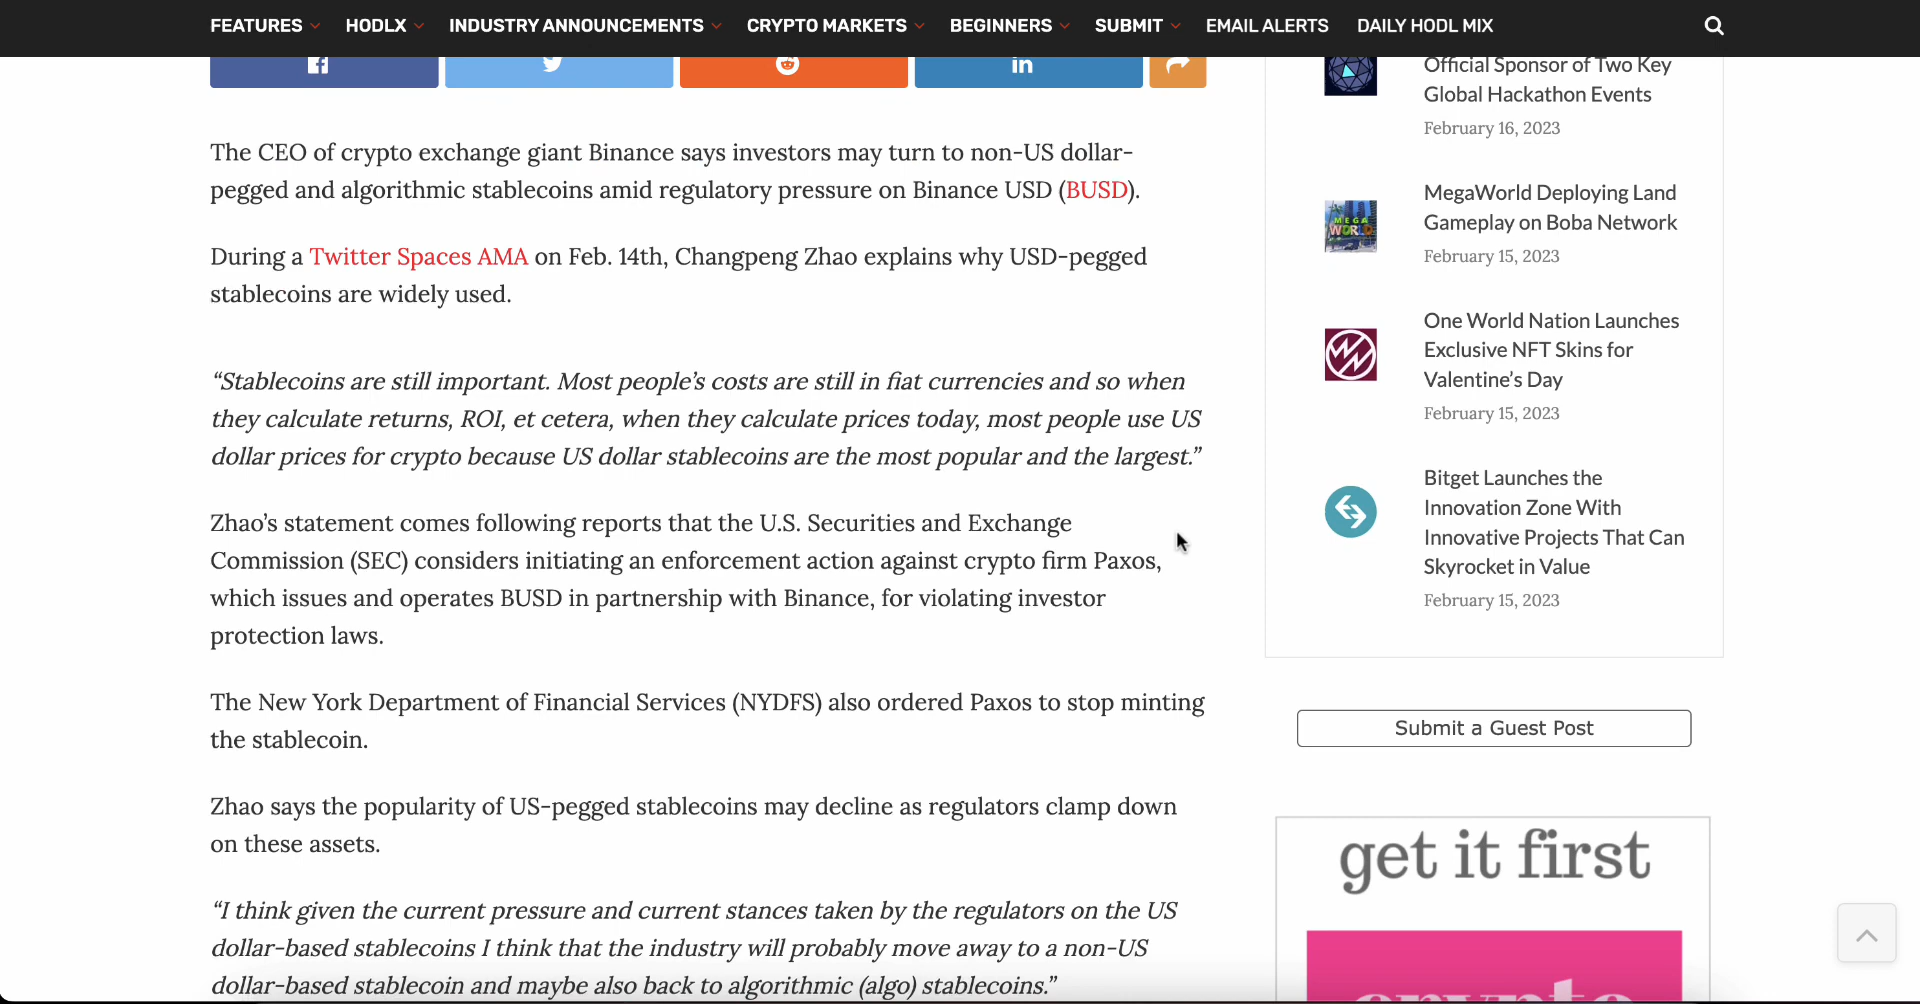 FEATURES HODLX INDUSTRY ANNOUNCEMENTS CRYPTO MARKETS BEGINNERS SUBMIT EMAIL ALERTS DAILY HODL MIX
The CEO of crypto exchange giant Binance says investors may turn to non-US dollar-
pegged and algorithmic stablecoins amid regulatory pressure on Binance USD (BUSD).
During a Twitter Spaces AMA on Feb. 14th, Changpeng Zhao explains why USD-pegged
stablecoins are widely used.
“Stablecoins are still important. Most people’s costs are still in fiat currencies and so when
they calculate returns, ROI, et cetera, when they calculate prices today, most people use US
dollar prices for crypto because US dollar stablecoins are the most popular and the largest.”
Zhao’s statement comes following reports that the U.S. Securities and Exchange
Commission (SEC) considers initiating an enforcement action against crypto firm Paxos,
which issues and operates BUSD in partnership with Binance, for violating investor
protection laws.
The New York Department of Financial Services (NYDFS) also ordered Paxos to stop minting
the stablecoin.
Zhao says the popularity of US-pegged stablecoins may decline as regulators clamp down
on these assets.
“I think given the current pressure and current stances taken by the regulators on the US
dollar-based stablecoins I think that the industry will probably move away to a non-US
dollar-based stablecoin and maybe also back to algorithmic (algo) stablecoins.”
Official Sponsor of Two Key
Global Hackathon Events
February 16, 2023
MEGA
WORLD
MegaWorld Deploying Land
Gameplay on Boba Network
February 15, 2023
One World Nation Launches
Exclusive NFT Skins for
Valentine’s Day
February 15, 2023
Bitget Launches the
Innovation Zone With
Innovative Projects That Can
Skyrocket in Value
February 15, 2023
Submit a Guest Post
get it first
crypto